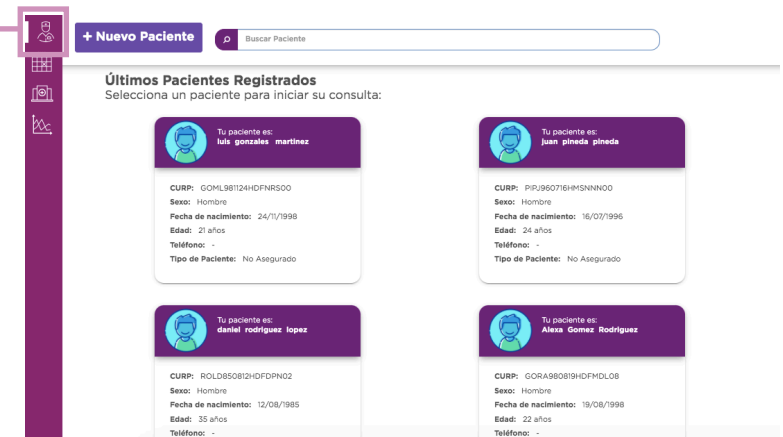 + Nuevo Paciente
Buscar Paciente
Últimos Pacientes Registrados
Selecciona un paciente para iniciar su consulta:
Tu paciente es:
luis gonzales martinez
CURP: GOML981124HDFNRS00
Sexo: Hombre
Fecha de nacimiento: 24/11/1998
Edad: 21 años
Teléfono: -
Tipo de Paciente: No Asegurado
Tu paciente es:
juan pineda pineda
CURP: PIPJ960716HMSNNN00
Sexo: Hombre
Fecha de nacimiento: 16/07/1996
Edad: 24 años
Teléfono: -
Tipo de Paciente: No Asegurado
Tu paciente es:
daniel rodriguez lopez
CURP: ROLD850812HDFDPN02
Sexo: Hombre
Fecha de nacimiento: 12/08/1985
Edad: 35 años
Teléfono: -
Tu paciente es:
Alexa Gomez Rodriguez
CURP: GORA980819HDFMDL08
Sexo: Hombre
Fecha de nacimiento: 19/08/1998
Edad: 22 años
Teléfono: -